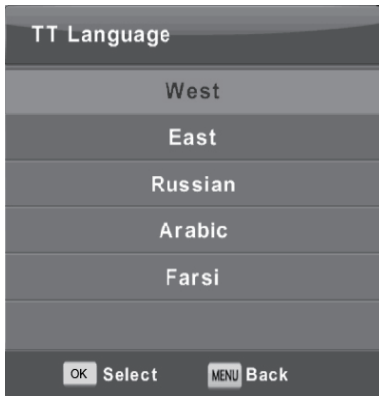 TT Language
West
East
Russian
Arabic
Farsi
OK Select MENU Back